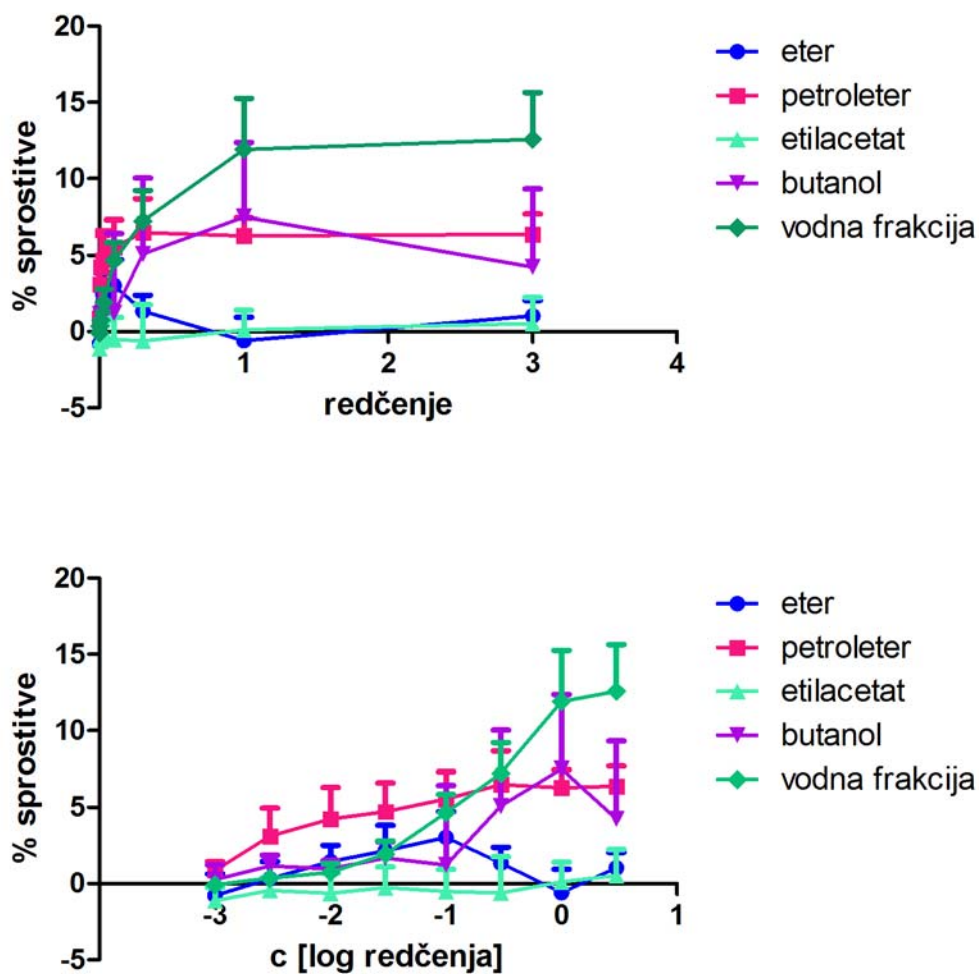 20
15
10
5
0
-5
% sprostitve
1
2
3
4
redčenje
eter
petroleter
etilacetat
butanol
vodna frakcija
20
15
10
5
0
-5
% sprostitve
-3
-2
-1
0
1
c [log redčenja]
eter
petroleter
etilacetat
butanol
vodna frakcija